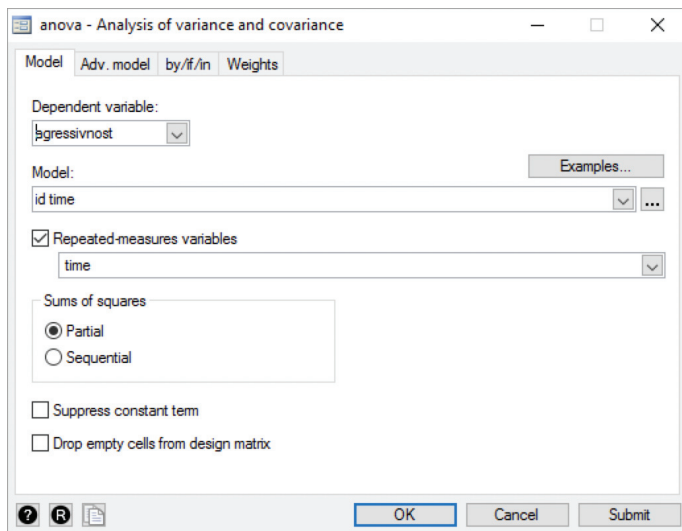 anova - Analysis of variance and covariance
Model Adv. model by/if/in Weights
Dependent variable:
agressivnost
Examples...
Model:
id time
...
Repeated-measures variables
time
Sums of squares
Partial
Sequential
Suppress constant term
Drop empty cells from design matrix
? R OK Cancel Submit